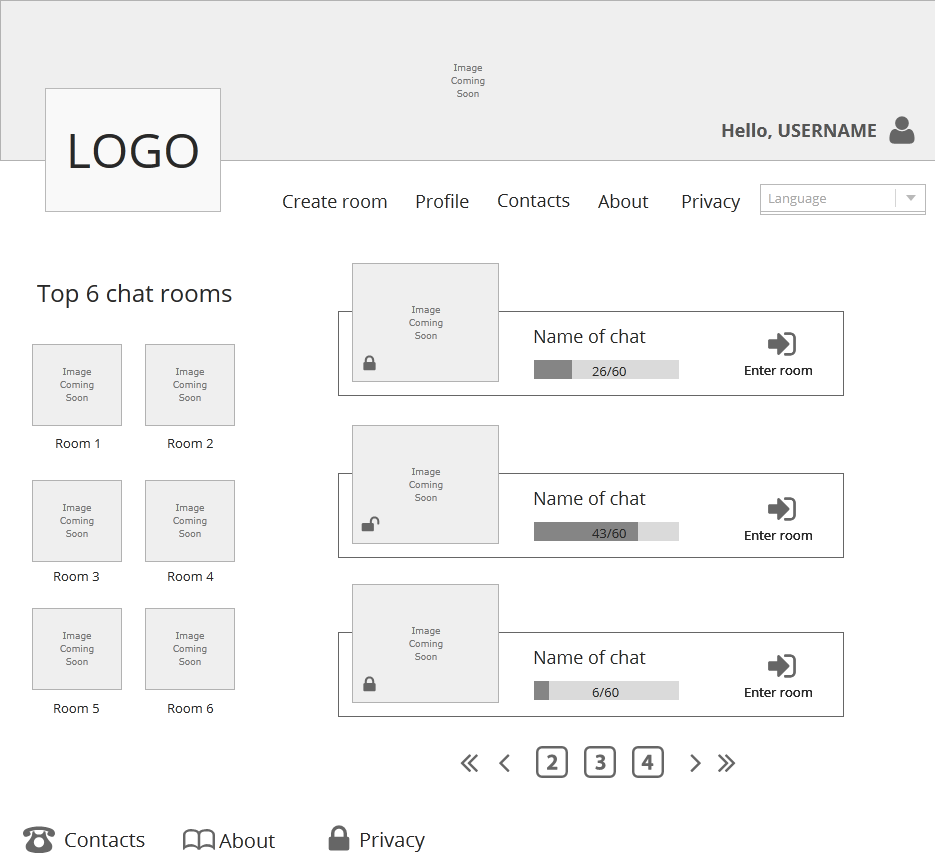 Image
Coming
Soon
Hello, USERNAME
LOGO
Create room
Profile
Contacts
About
Privacy
Language
Top 6 chat rooms
Image
Coming
Soon
Image
Coming
Soon
Room 1
Room 2
Image
Coming
Soon
Image
Coming
Soon
Room 3
Room 4
Image
Coming
Soon
Image
Coming
Soon
Room 5
Room 6
Image
Coming
Soon
Name of chat
26/60
Enter room
Image
Coming
Soon
Name of chat
43/60
Enter room
Image
Coming
Soon
Name of chat
6/60
Enter room
2
3
4
Contacts
About
Privacy